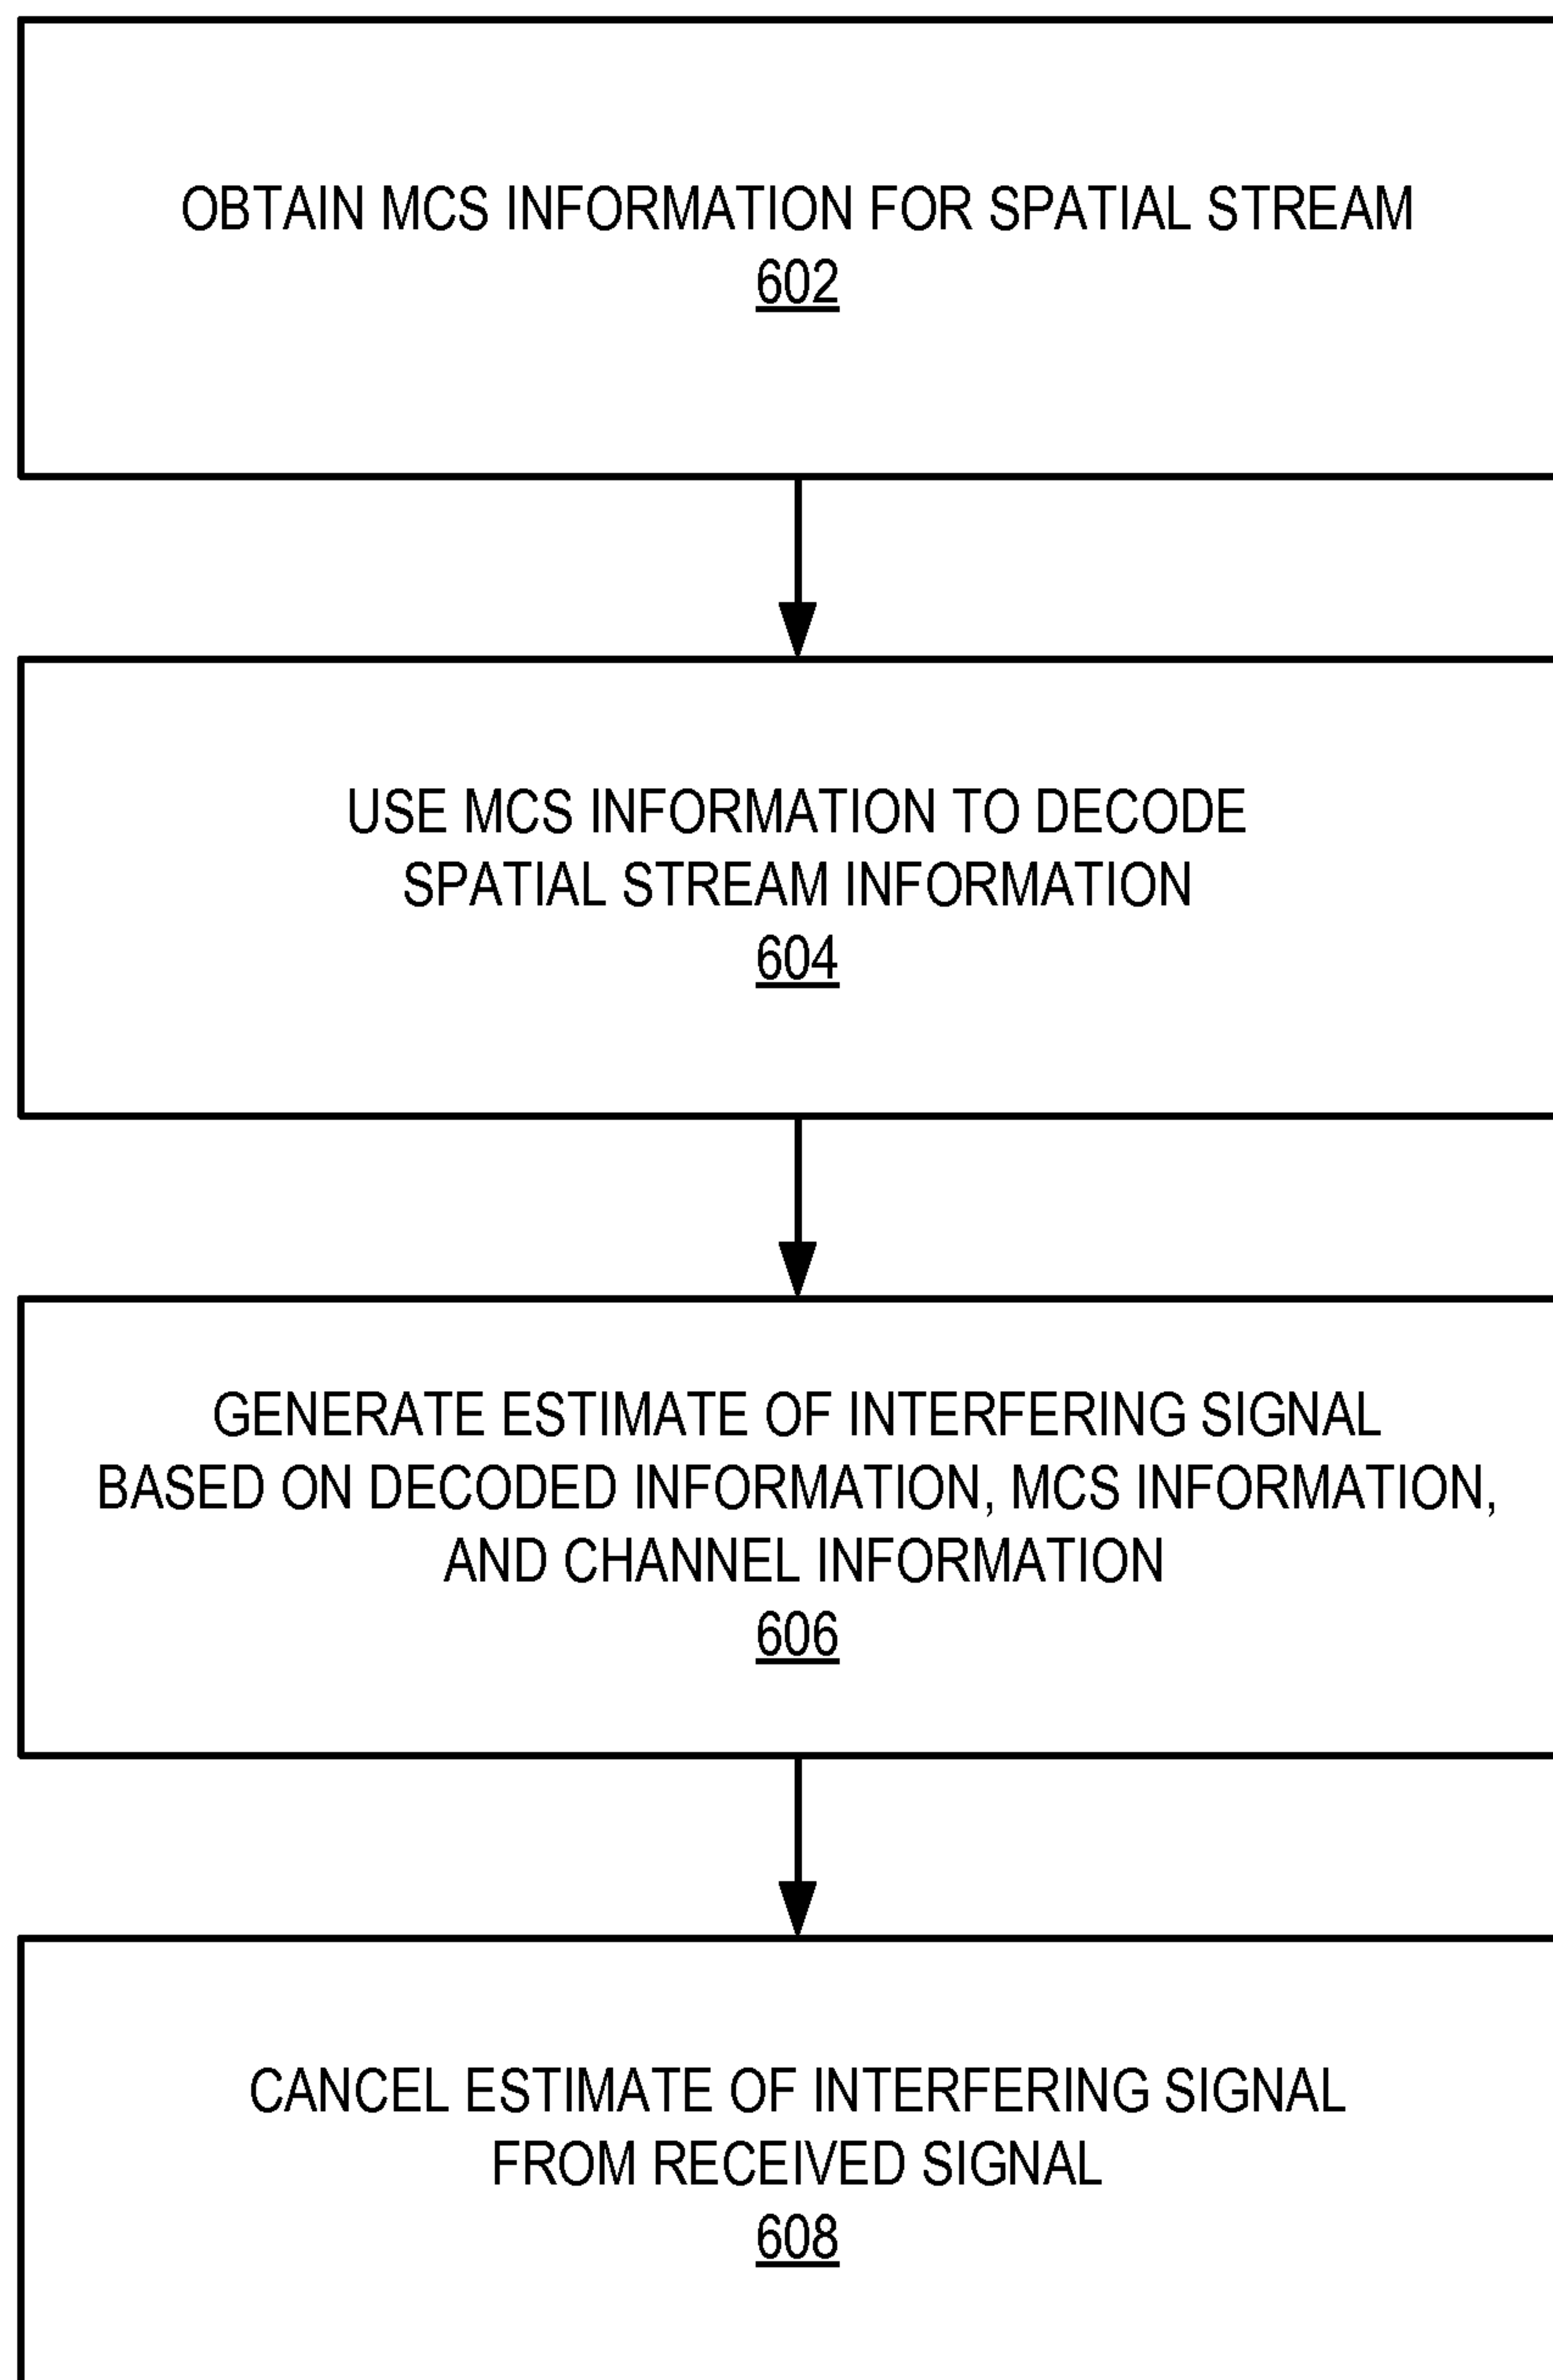 OBTAIN MCS INFORMATION FOR SPATIAL STREAM
602
USE MCS INFORMATION TO DECODE
SPATIAL STREAM INFORMATION
604
GENERATE ESTIMATE OF INTERFERING SIGNAL
BASED ON DECODED INFORMATION, MCS INFORMATION,
AND CHANNEL INFORMATION
606
CANCEL ESTIMATE OF INTERFERING SIGNAL
FROM RECEIVED SIGNAL
608